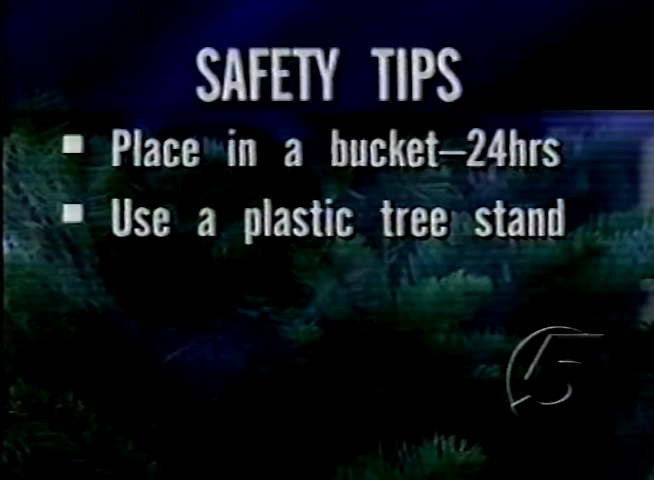 SAFETY TIPS
Place in a bucket–24hrs
Use a plastic tree stand
5